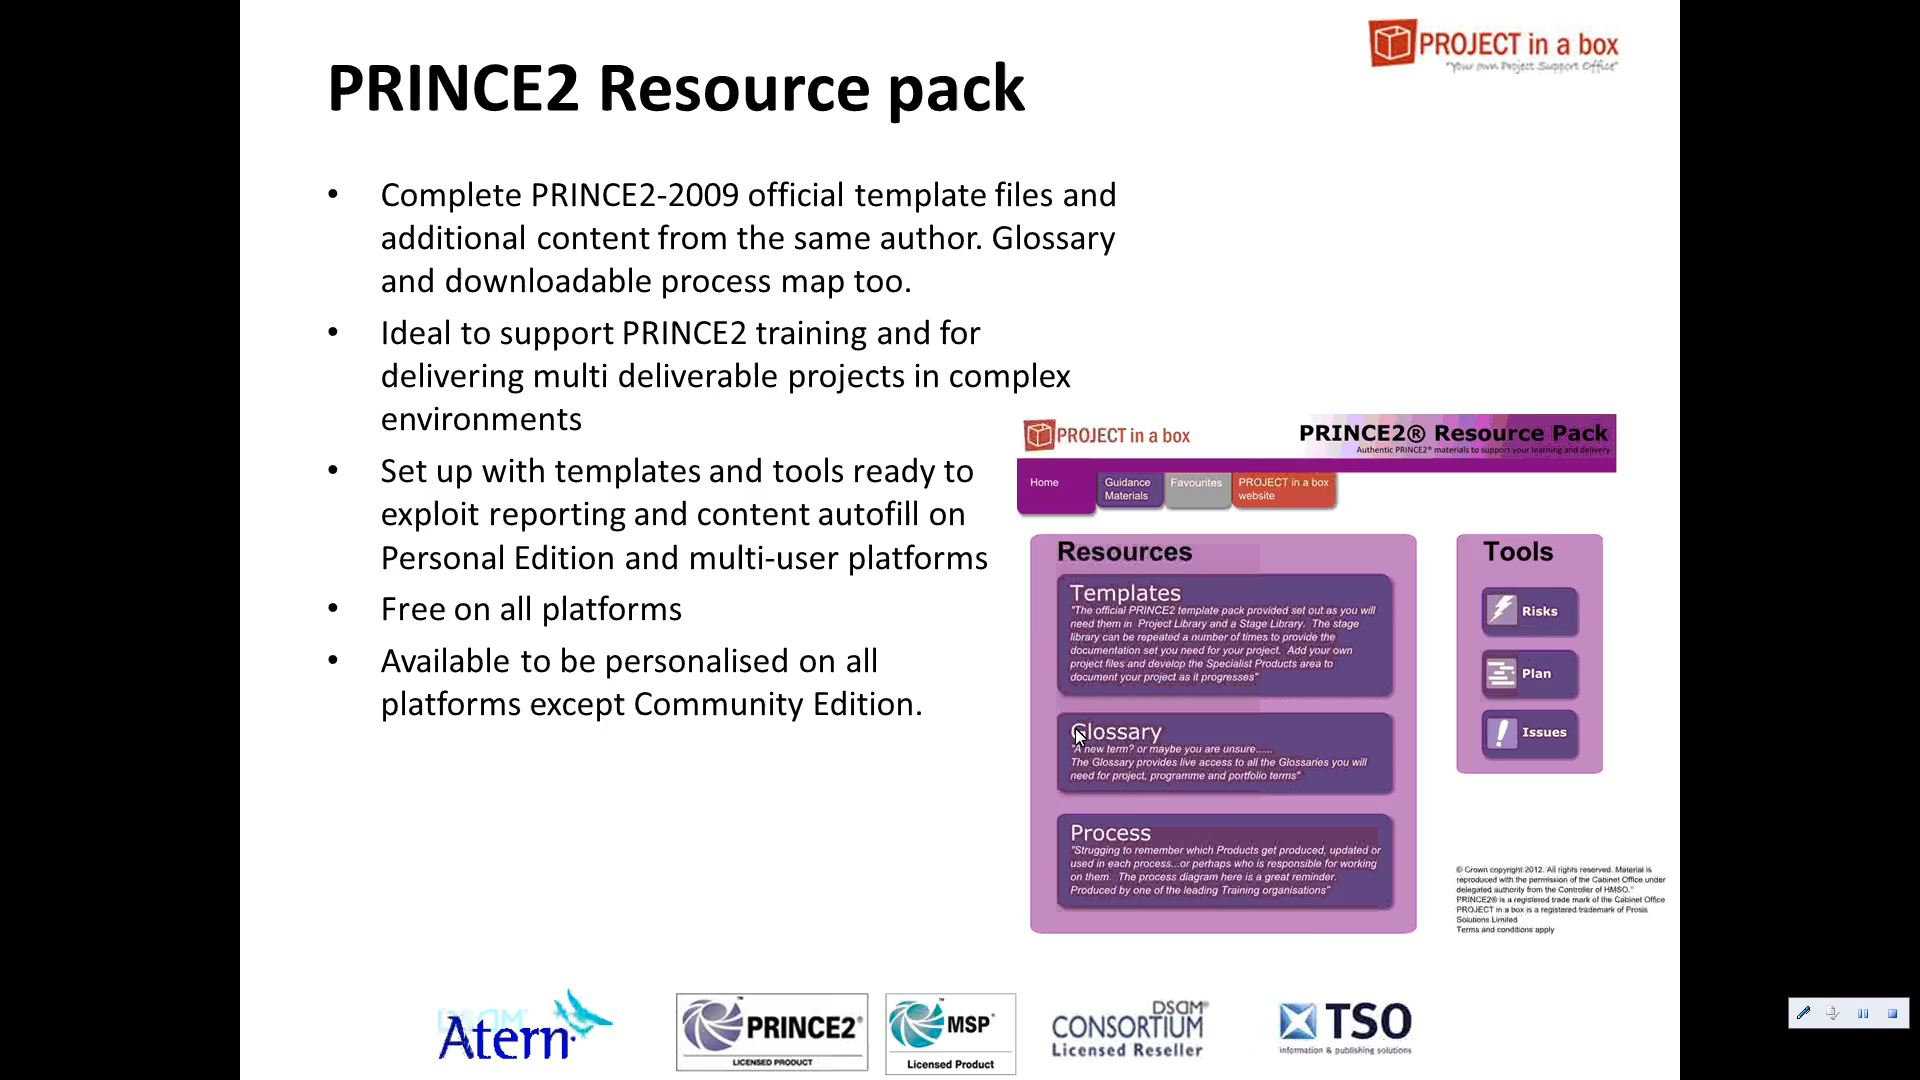 PROJECT in a box
"Your own Project Support Office"
PRINCE2 Resource pack
• Complete PRINCE2-2009 official template files and
additional content from the same author. Glossary
and downloadable process map too.
• Ideal to support PRINCE2 training and for
delivering multi deliverable projects in complex
environments
• Set up with templates and tools ready to
exploit reporting and content autofill on
Personal Edition and multi-user platforms
• Free on all platforms
• Available to be personalised on all
platforms except Community Edition.
PROJECT in a box
PRINCE2® Resource Pack
Authentic PRINCE2® materials to support your learning and delivery
Home
Guidance
Materials
Favourites
PROJECT in a box
website
Resources
Templates
"The official PRINCE2 template pack provided set out as you will
need them in Project Library and a Stage Library. The stage
library can be repeated a number of times to provide the
documentation set you need for your project. Add your own
project files and develop the Specialist Products area to
document your project as it progresses"
Glossary
"A new term? or maybe you are unsure......
The Glossary provides live access to all the Glossaries you will
need for project, programme and portfolio terms"
Process
"Struggling to remember which Products get produced, updated or
used in each process...or perhaps who is responsible for working
on them. The process diagram here is a great reminder.
Produced by one of the leading Training organisations"
Tools
Risks
Plan
Issues
© Crown copyright 2012. All rights reserved. Material is
reproduced with the permission of the Cabinet Office under
delegated authority from the Controller of HMSO."
PRINCE2® is a registered trade mark of the Cabinet Office
PROJECT in a box is a registered trademark of Prosis
Solutions Limited
Terms and conditions apply
DSDM
Atern
PRINCE2®
LICENSED PRODUCT
™
MSP®
Licensed Product
DSDM®
CONSORTIUM
Licensed Reseller
TSO
information & publishing solutions